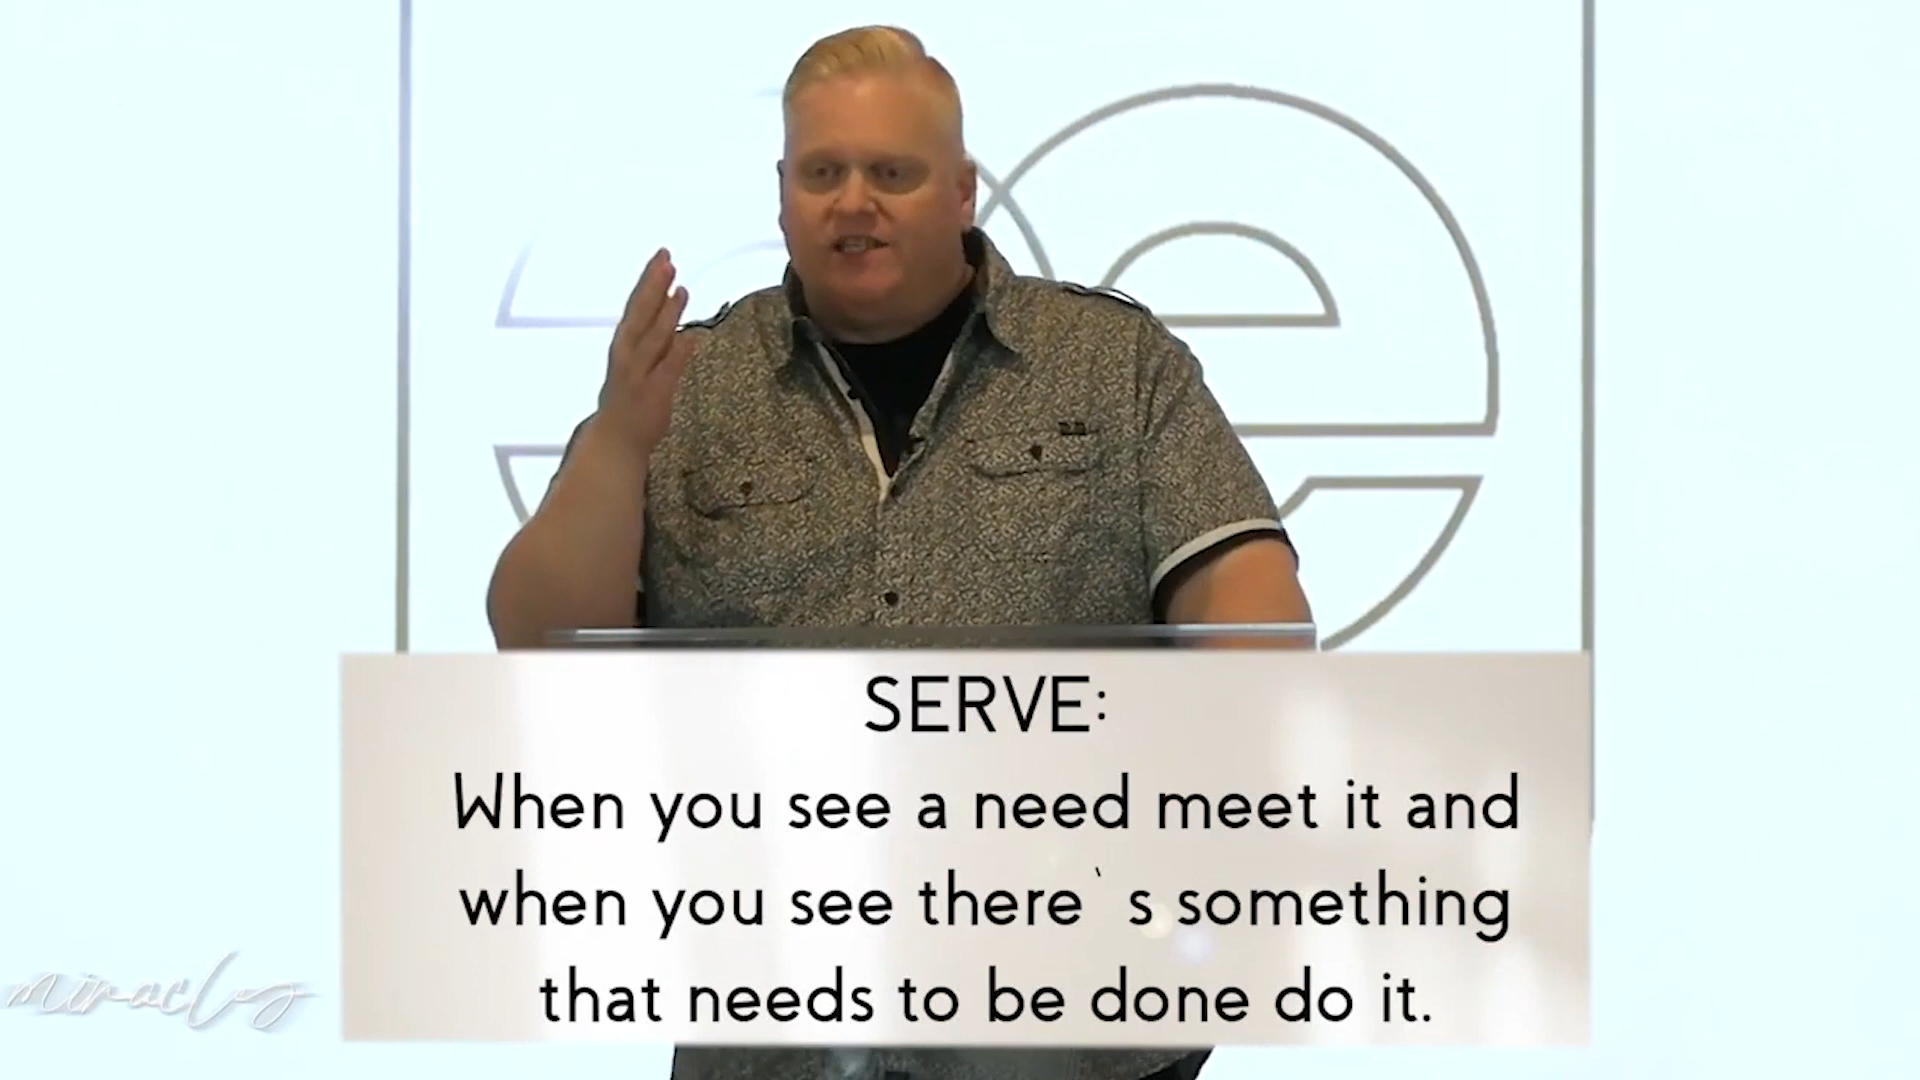 SERVE:
When you see a need meet it and
when you see there`s something
that needs to be done do it.
miracles